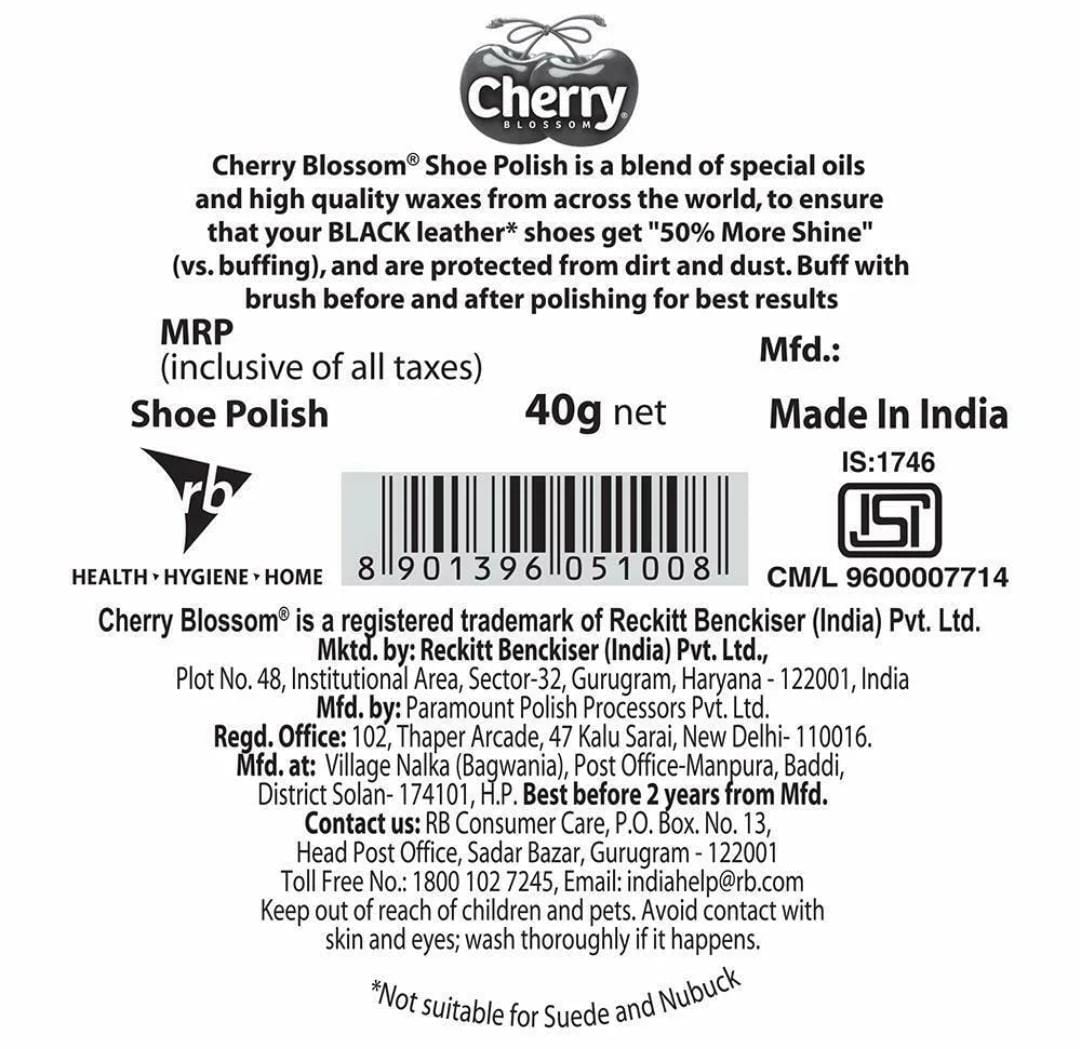 Cherry®
BLOSSOM
Cherry Blossom® Shoe Polish is a blend of special oils
and high quality waxes from across the world, to ensure
that your BLACK leather* shoes get "50% More Shine"
(vs. buffing), and are protected from dirt and dust. Buff with
brush before and after polishing for best results
MRP
(inclusive of all taxes)
Mfd.:
Shoe Polish
40g net
Made In India
rb
HEALTH ▾ HYGIENE ▾ HOME
8 901396 051008
IS:1746
ISI
CM/L 9600007714
Cherry Blossom® is a registered trademark of Reckitt Benckiser (India) Pvt. Ltd.
Mktd. by: Reckitt Benckiser (India) Pvt. Ltd.,
Plot No. 48, Institutional Area, Sector-32, Gurugram, Haryana - 122001, India
Mfd. by: Paramount Polish Processors Pvt. Ltd.
Regd. Office: 102, Thaper Arcade, 47 Kalu Sarai, New Delhi- 110016.
Mfd. at: Village Nalka (Bagwania), Post Office-Manpura, Baddi,
District Solan- 174101, H.P. Best before 2 years from Mfd.
Contact us: RB Consumer Care, P.O. Box. No. 13,
Head Post Office, Sadar Bazar, Gurugram - 122001
Toll Free No.: 1800 102 7245, Email: indiahelp@rb.com
Keep out of reach of children and pets. Avoid contact with
skin and eyes; wash thoroughly if it happens.
*Not suitable for Suede and Nubuck